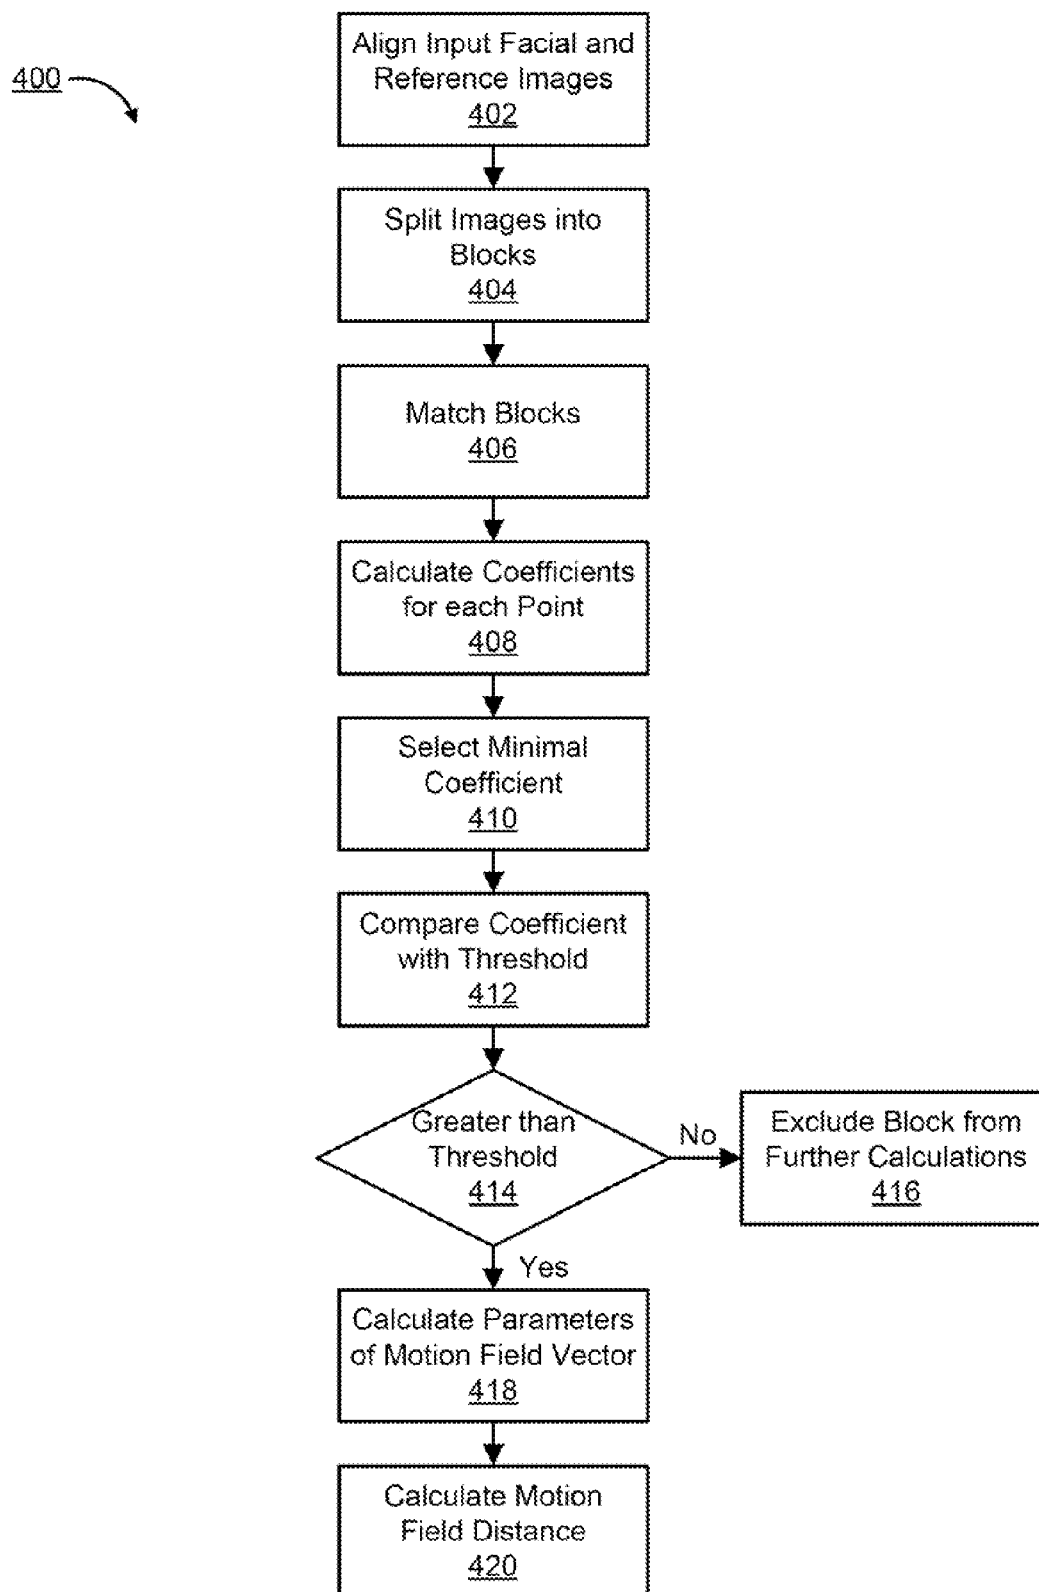 400
Align Input Facial and
Reference Images
402
Split Images into
Blocks
404
Match Blocks
406
Calculate Coefficients
for each Point
408
Select Minimal
Coefficient
410
Compare Coefficient
with Threshold
412
Greater than
Threshold
414
No
Exclude Block from
Further Calculations
416
Yes
Calculate Parameters
of Motion Field Vector
418
Calculate Motion
Field Distance
420